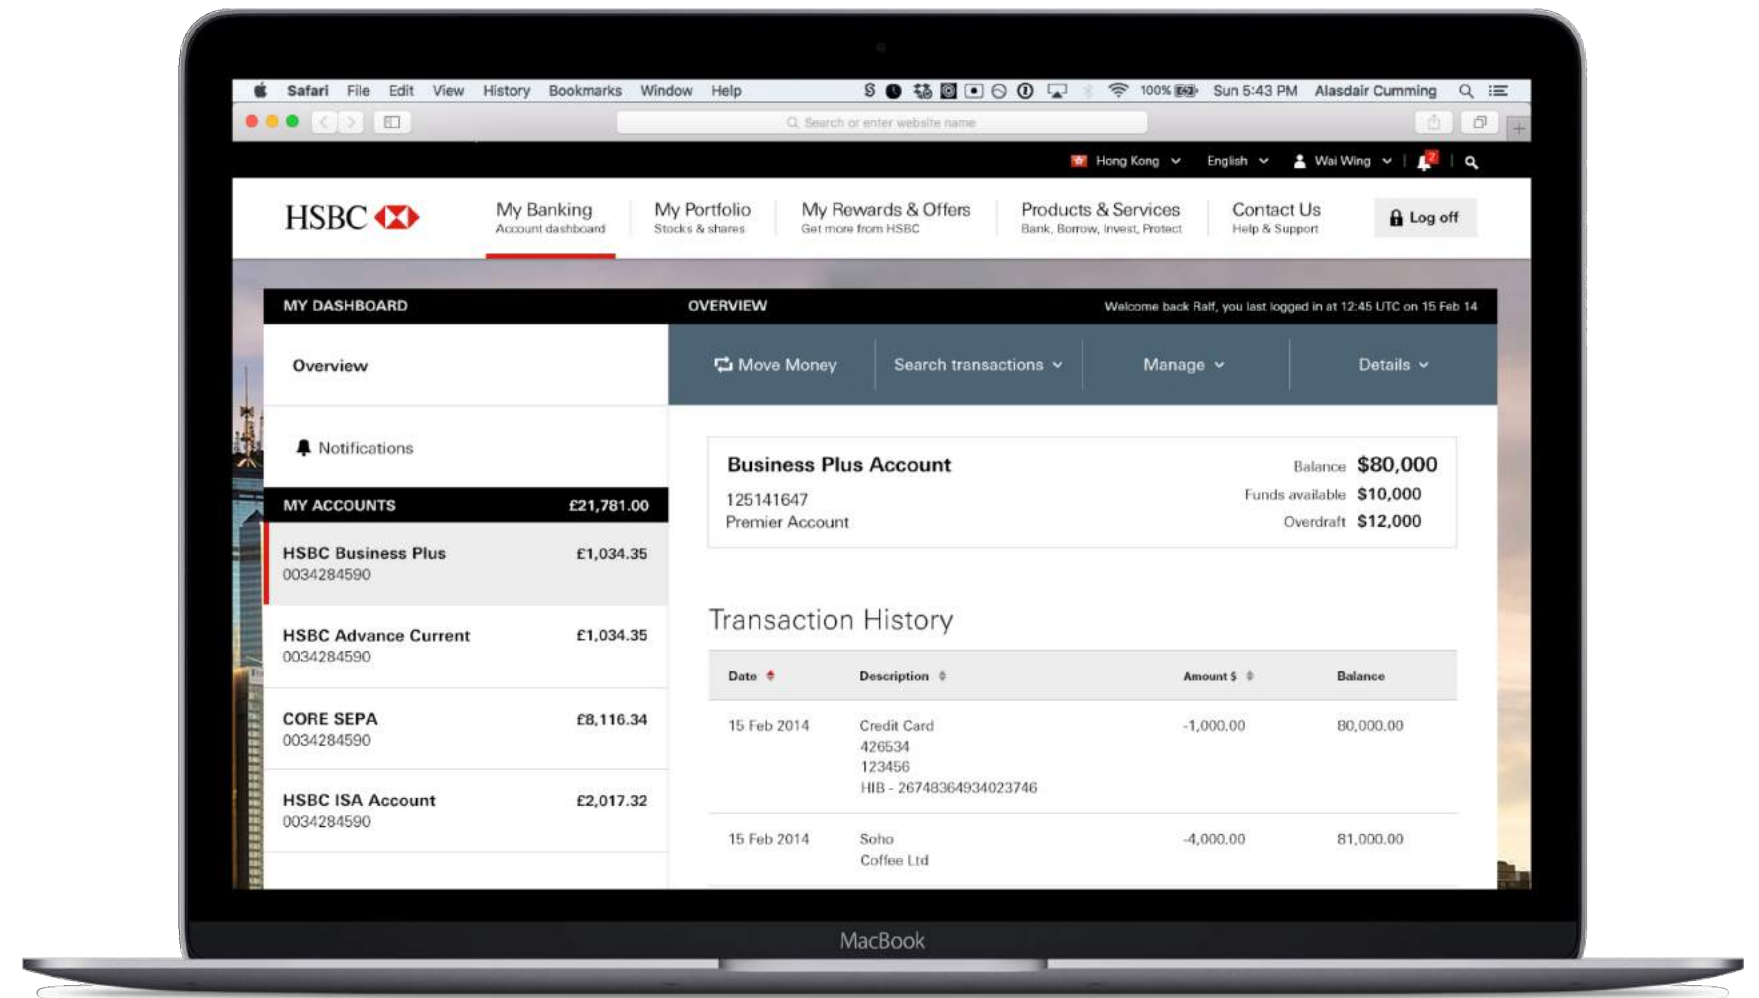 Safari File Edit View History Bookmarks Window Help 100% Sun 5:43 PM Alasdair Cumming
Search or enter website name
Hong Kong English Wai Wing 2
HSBC
My Banking My Portfolio My Rewards & Offers Products & Services Contact Us Log off
Account dashboard Stocks & shares Get more from HSBC Bank, Borrow, Invest, Protect Help & Support
MY DASHBOARD OVERVIEW Welcome back Ralf, you last logged in at 12:45 UTC on 15 Feb 14
Overview
Move Money Search transactions Manage Details
Notifications
MY ACCOUNTS £21,781.00
HSBC Business Plus £1,034.35
0034284590
HSBC Advance Current £1,034.35
0034284590
CORE SEPA £8,116.34
0034284590
HSBC ISA Account £2,017.32
0034284590
Business Plus Account Balance $80,000
125141647 Funds available $10,000
Premier Account Overdraft $12,000
Transaction History
Date Description Amount $ Balance
15 Feb 2014 Credit Card -1,000.00 80,000.00
426534
123456
HIB - 26748364934023746
15 Feb 2014 Soho -4,000.00 81,000.00
Coffee Ltd
MacBook